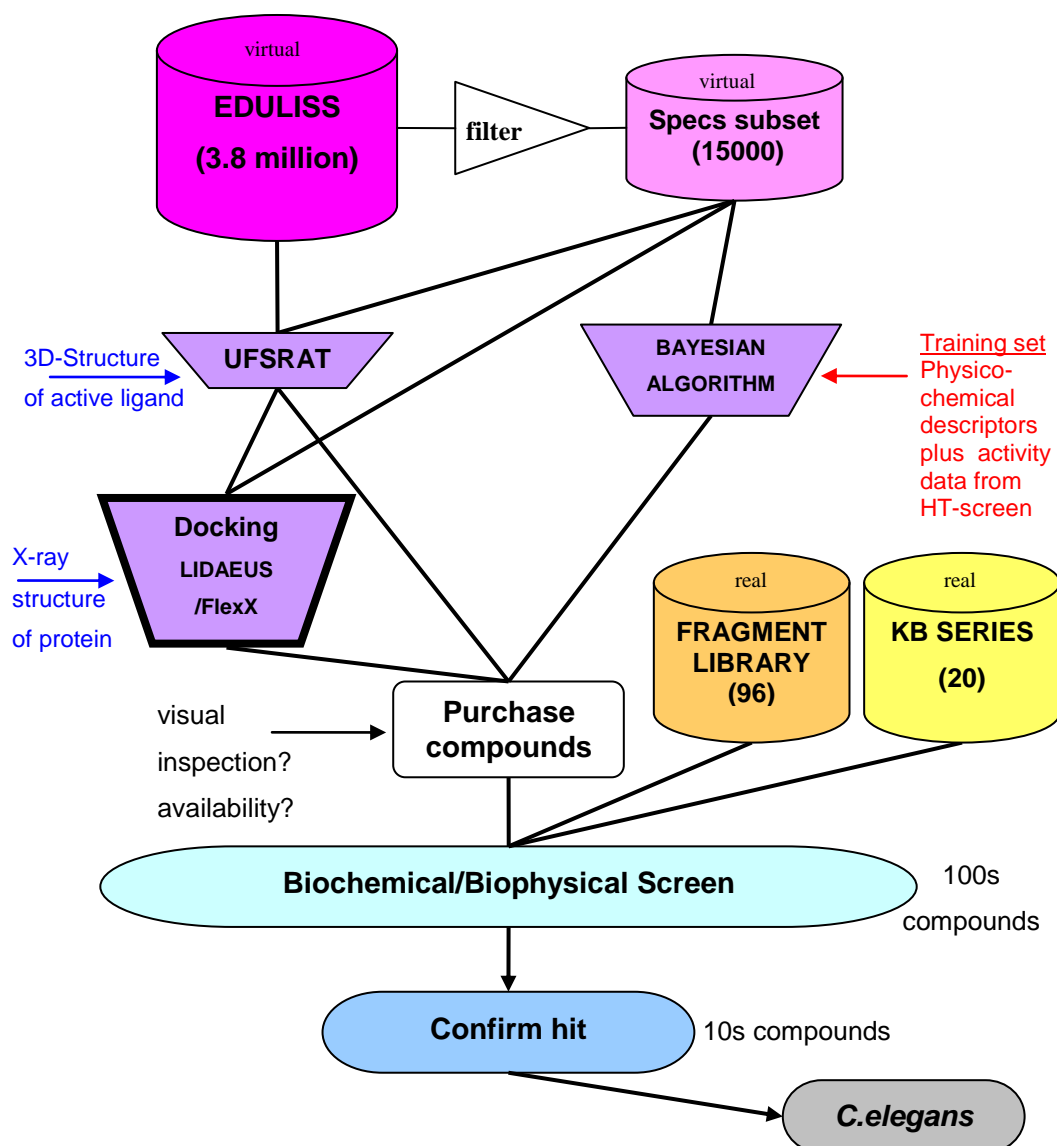 virtual
EDULISS
(3.8 million)
filter
virtual
Specs subset
(15000)
3D-Structure
of active ligand
UFSRAT
BAYESIAN
ALGORITHM
Training set
Physico-
chemical
descriptors
plus activity
data from
HT-screen
X-ray
structure
of protein
Docking
LIDAEUS
/FlexX
real
FRAGMENT
LIBRARY
(96)
real
KB SERIES
(20)
visual
inspection?
availability?
Purchase
compounds
Biochemical/Biophysical Screen
100s
compounds
Confirm hit
10s compounds
C.elegans